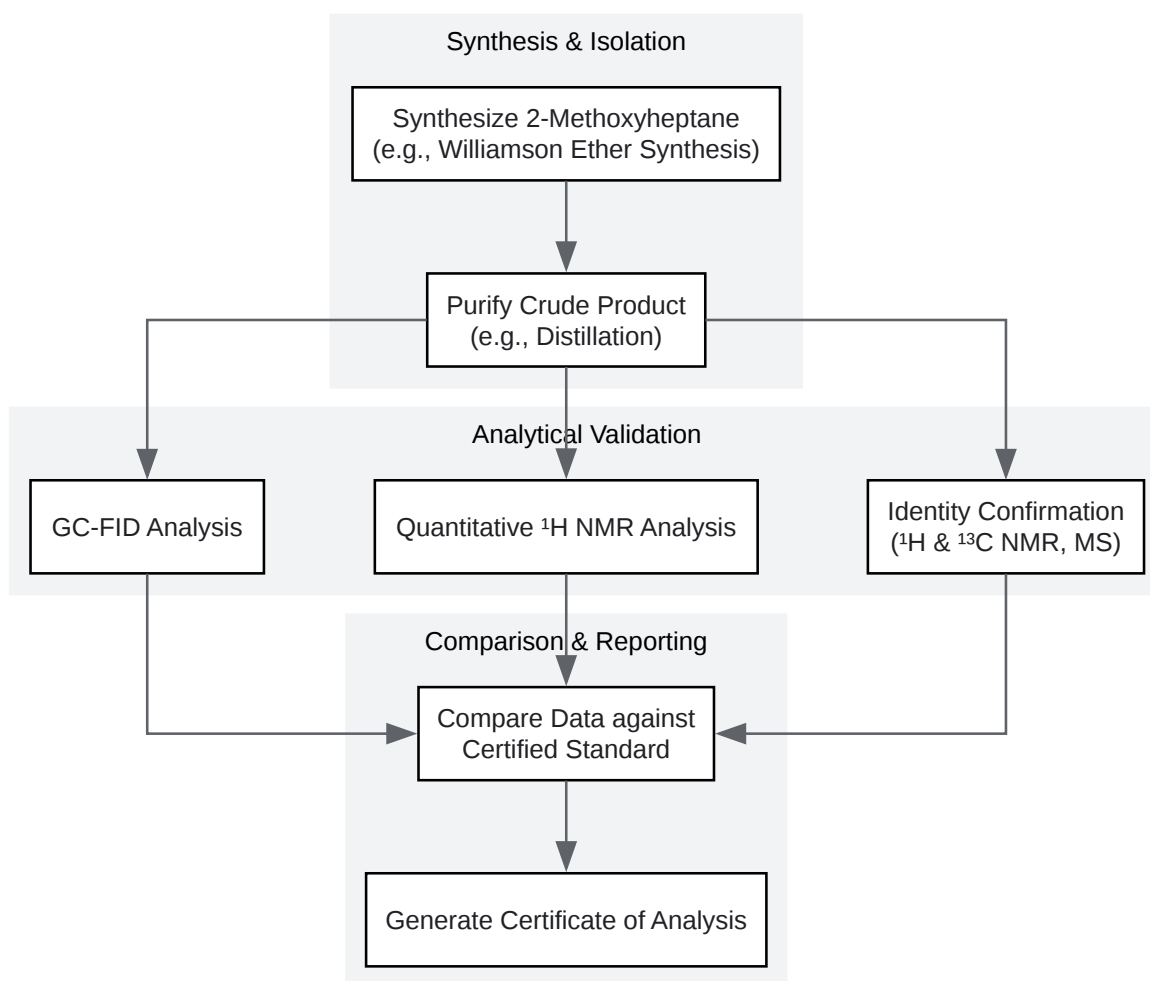 Synthesis & Isolation
Synthesize 2-Methoxyheptane
(e.g., Williamson Ether Synthesis)
Purify Crude Product
(e.g., Distillation)
Analytical Validation
GC-FID Analysis
Quantitative ¹H NMR Analysis
Identity Confirmation
(¹H & ¹³C NMR, MS)
Comparison & Reporting
Compare Data against
Certified Standard
Generate Certificate of Analysis